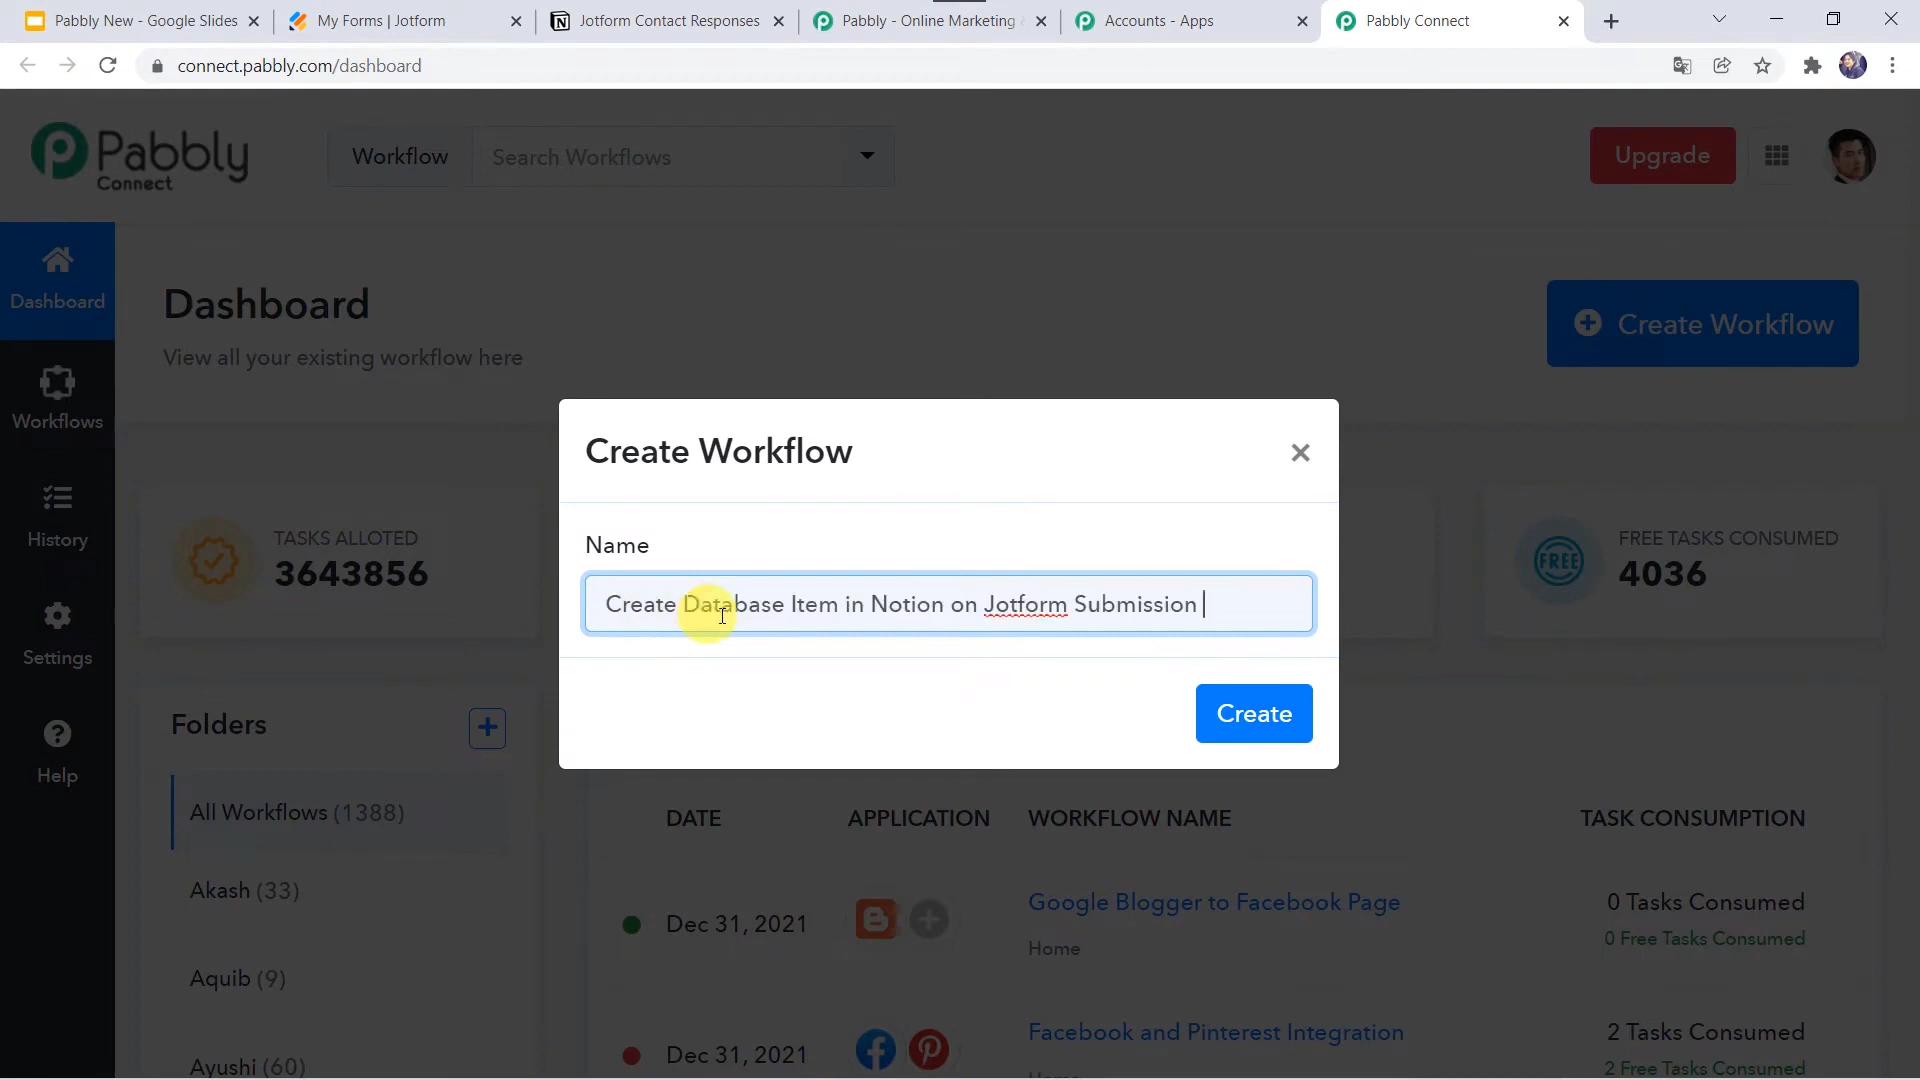 Pabbly New - Google Slides
My Forms | Jotform
Jotform Contact Responses
Pabbly - Online Marketing
Accounts - Apps
Pabbly Connect
connect.pabbly.com/dashboard
Pabbly
Connect
Workflow
Search Workflows
Upgrade
Dashboard
Workflows
History
Settings
Help
Dashboard
View all your existing workflow here
Create Workflow
TASKS ALLOTED
3643856
FREE
FREE TASKS CONSUMED
4036
Create Workflow
Name
Create Database Item in Notion on Jotform Submission
Create
Folders
All Workflows (1388)
Akash (33)
Aquib (9)
Ayushi (60)
DATE APPLICATION WORKFLOW NAME TASK CONSUMPTION
Dec 31, 2021 Google Blogger to Facebook Page 0 Tasks Consumed
Home 0 Free Tasks Consumed
Dec 31, 2021 Facebook and Pinterest Integration 2 Tasks Consumed
Home 2 Free Tasks Consumed